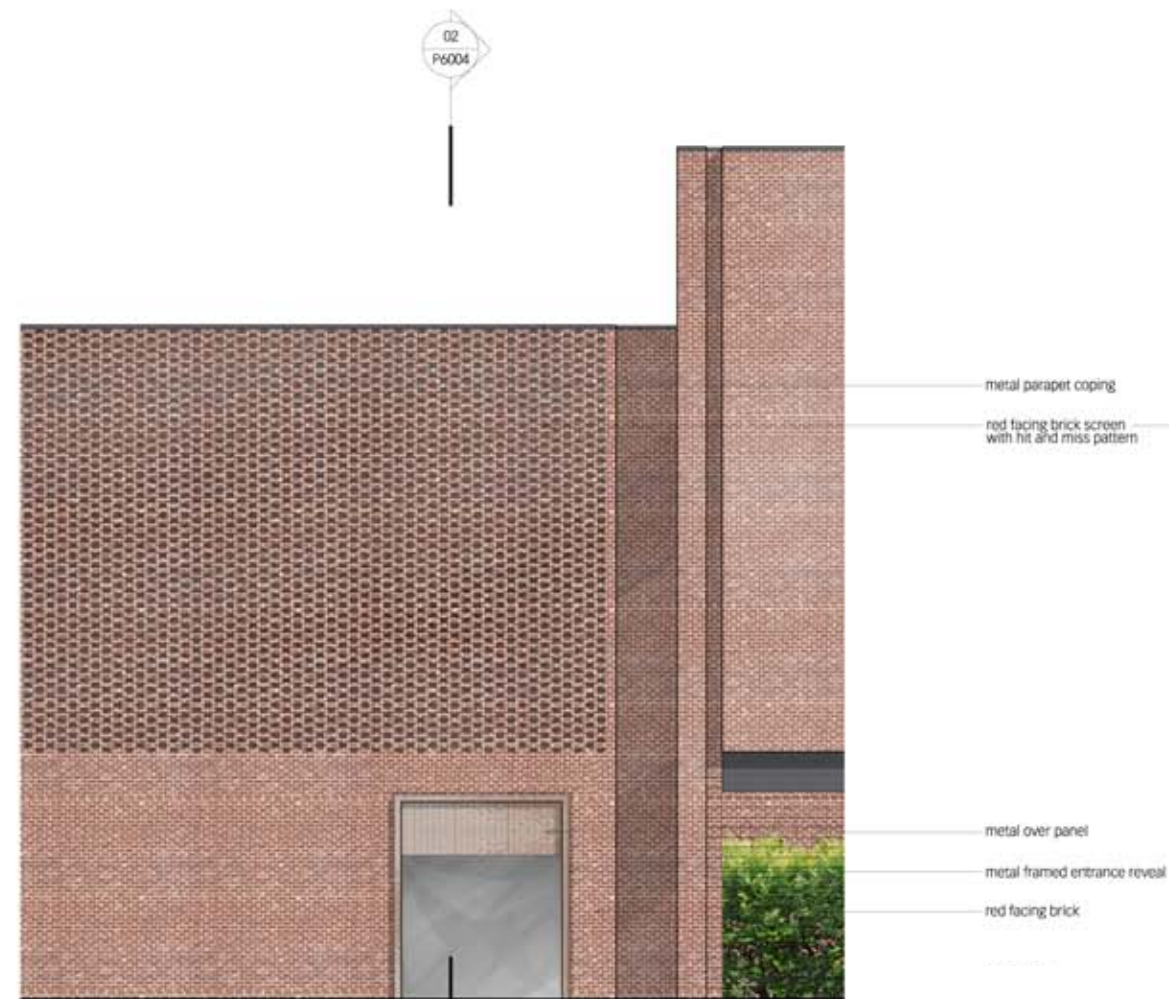 02
P6004
metal parapet coping
red facing brick screen
with hit and miss pattern
metal over panel
metal framed entrance reveal
red facing brick